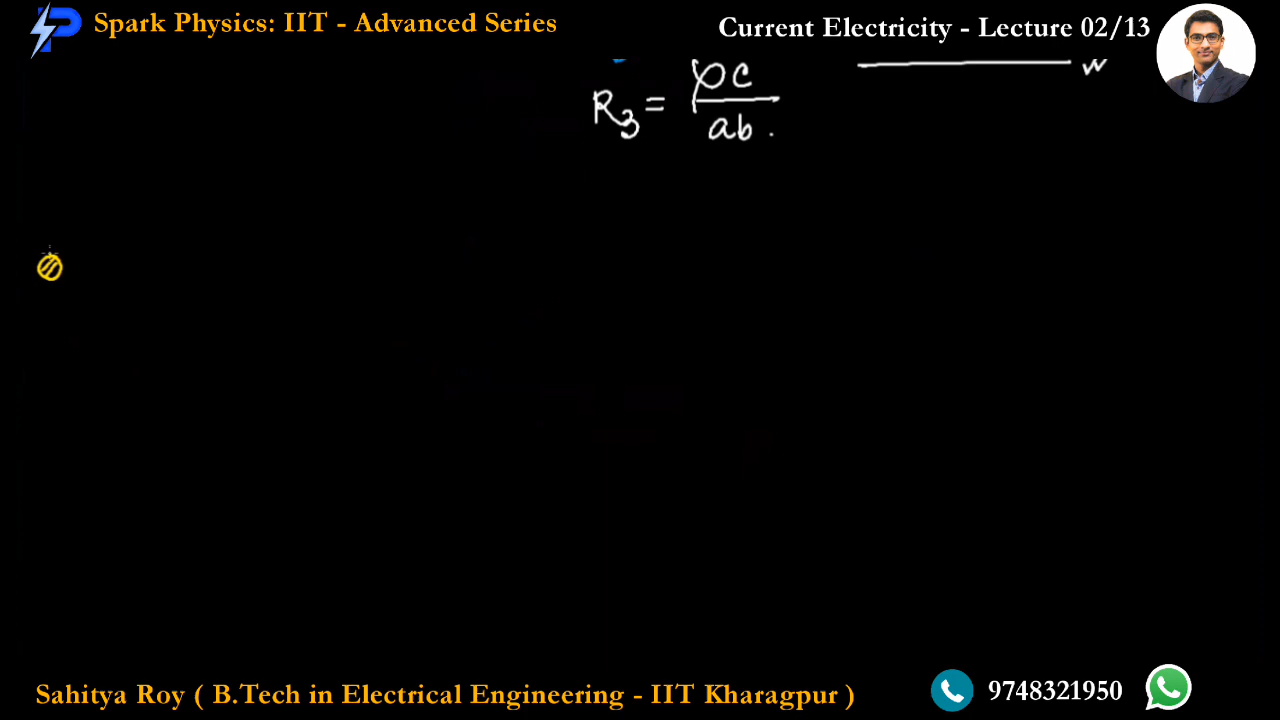 Spark Physics: IIT - Advanced Series
Current Electricity - Lecture 02/13
R₃ = ρc / ab .
Sahitya Roy ( B.Tech in Electrical Engineering - IIT Kharagpur )
9748321950